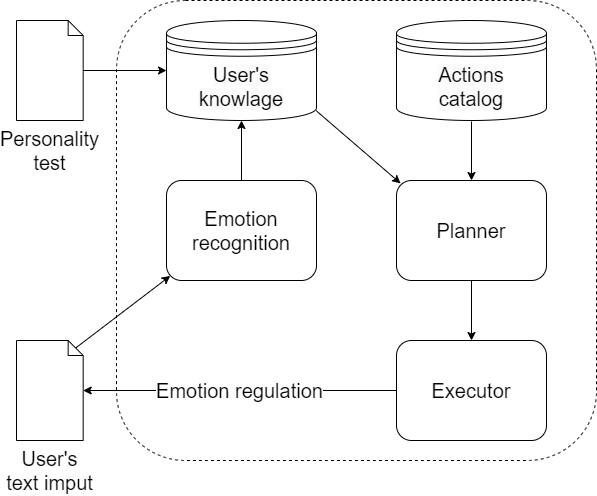 User's
knowlage
Actions
catalog
Personality
test
Emotion
recognition
Planner
Emotion regulation
Executor
User's
text imput